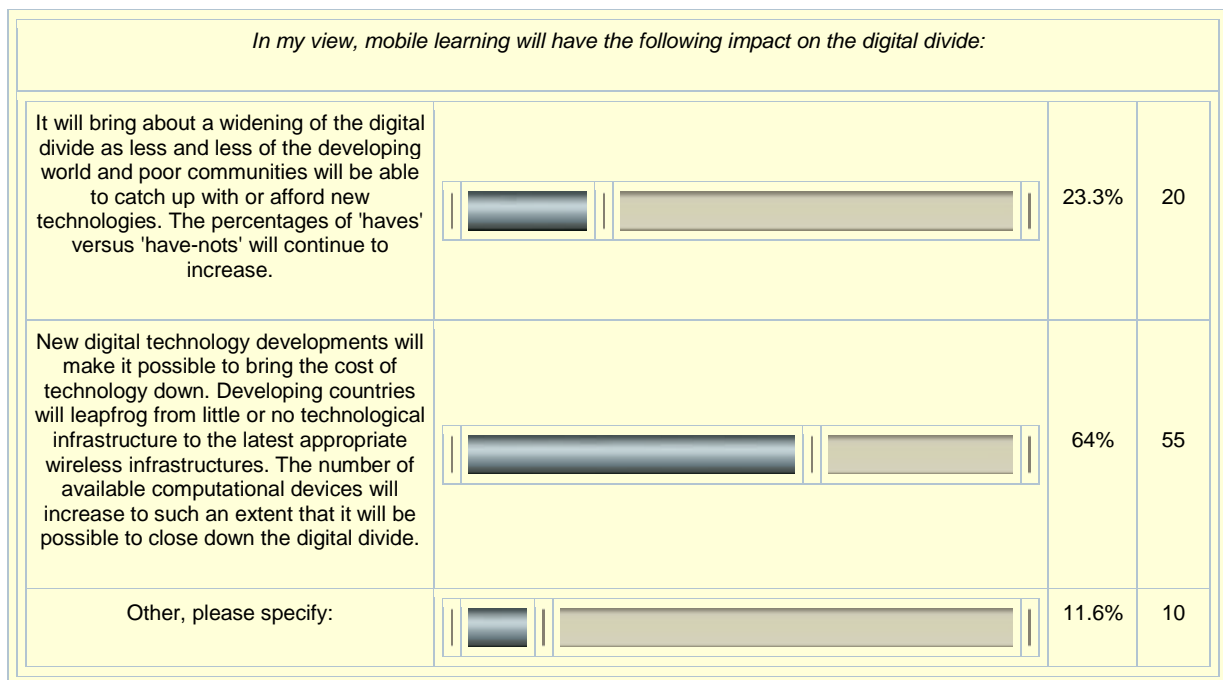 In my view, mobile learning will have the following impact on the digital divide:
It will bring about a widening of the digital
divide as less and less of the developing
world and poor communities will be able
to catch up with or afford new
technologies. The percentages of 'haves'
versus 'have-nots' will continue to
increase.
23.3%
20
New digital technology developments will
make it possible to bring the cost of
technology down. Developing countries
will leapfrog from little or no technological
infrastructure to the latest appropriate
wireless infrastructures. The number of
available computational devices will
increase to such an extent that it will be
possible to close down the digital divide.
64%
55
Other, please specify:
11.6%
10